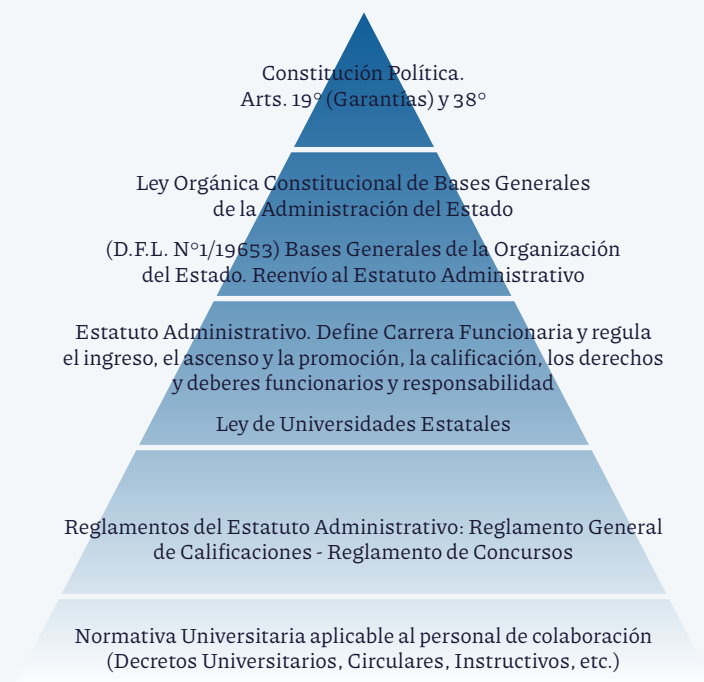 Constitución Política.
Arts. 19° (Garantías) y 38°
Ley Orgánica Constitucional de Bases Generales
de la Administración del Estado
(D.F.L. N°1/19653) Bases Generales de la Organización
del Estado. Reenvío al Estatuto Administrativo
Estatuto Administrativo. Define Carrera Funcionaria y regula
el ingreso, el ascenso y la promoción, la calificación, los derechos
y deberes funcionarios y responsabilidad
Ley de Universidades Estatales
Reglamentos del Estatuto Administrativo: Reglamento General
de Calificaciones - Reglamento de Concursos
Normativa Universitaria aplicable al personal de colaboración
(Decretos Universitarios, Circulares, Instructivos, etc.)